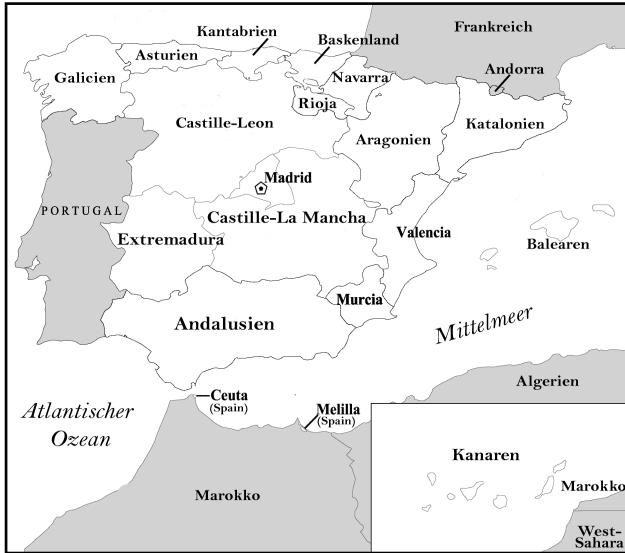 Frankreich
Kantabrien
Baskenland
Asturien
Galicien
Navarra
Andorra
Rioja
Castille-Leon
Katalonien
Aragonien
Madrid
PORTUGAL
Castille-La Mancha
Valencia
Extremadura
Balearen
Murcia
Andalusien
Mittelmeer
Algerien
Ceuta
(Spain)
Melilla
(Spain)
Atlantischer
Ozean
Kanaren
Marokko
Marokko
West-
Sahara